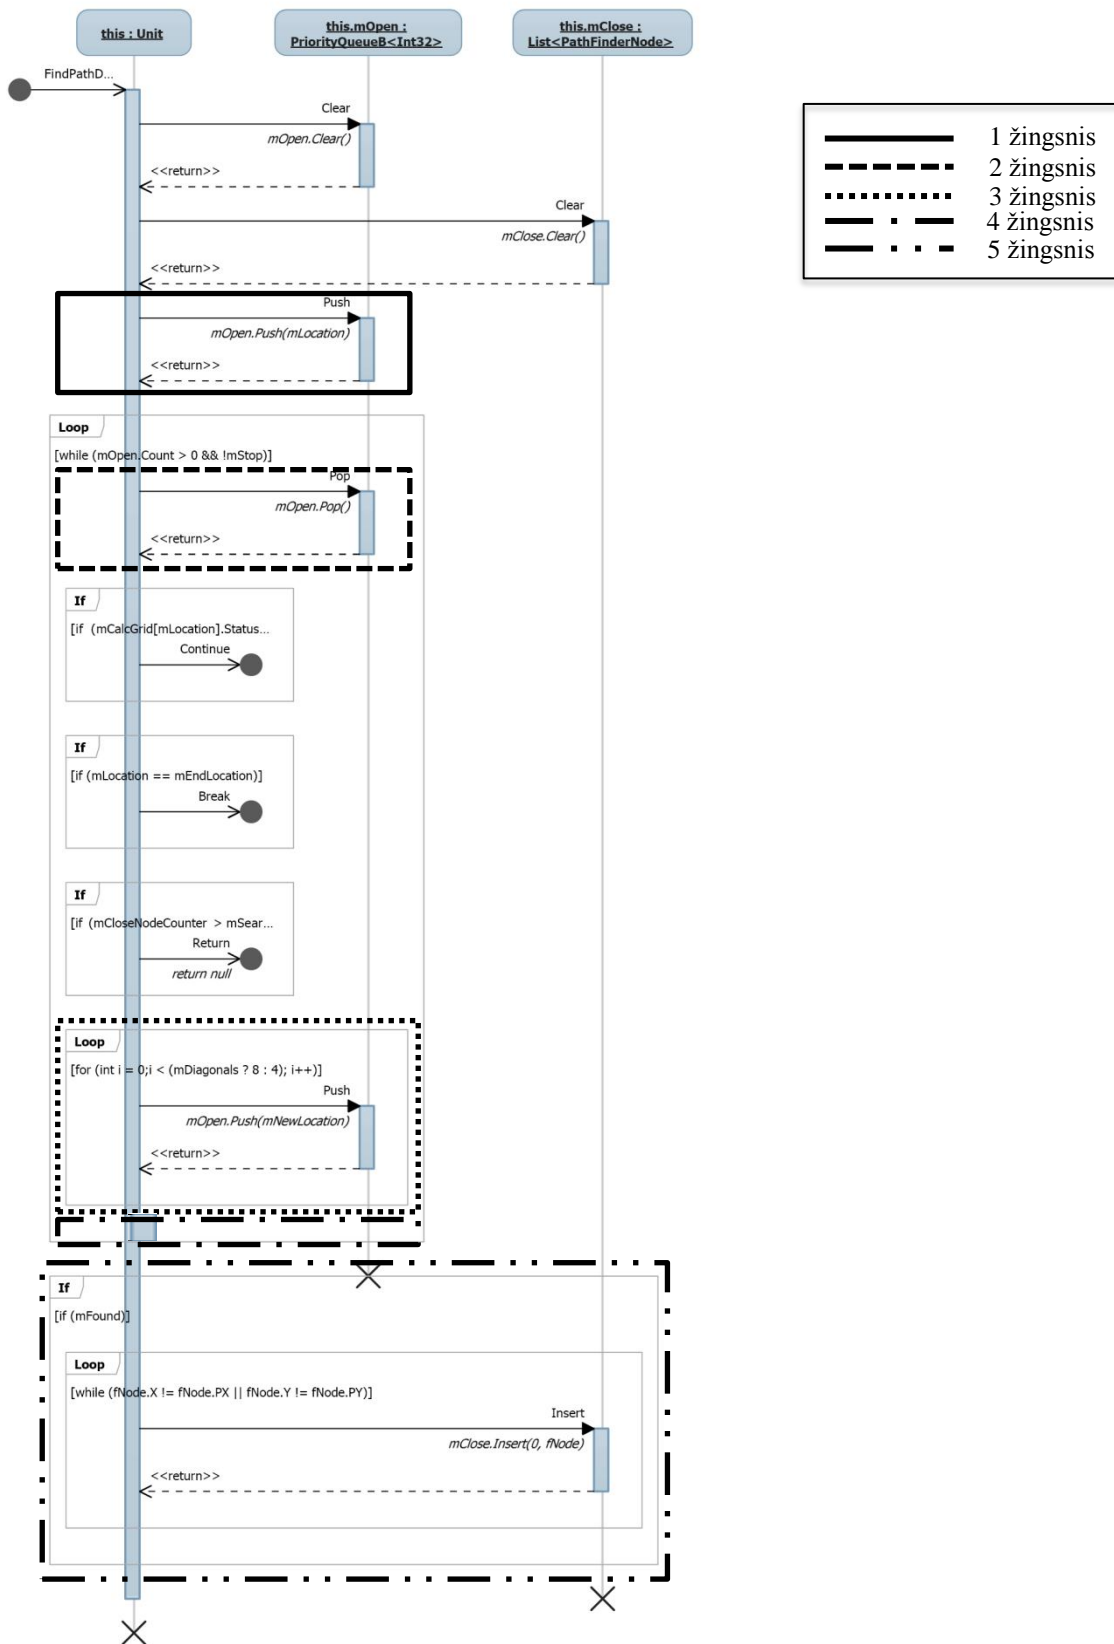 this : Unit
this.mOpen :
PriorityQueueB<Int32>
this.mClose :
List<PathFinderNode>
FindPathD...
Clear
mOpen.Clear()
<<return>>
Clear
mClose.Clear()
<<return>>
Push
mOpen.Push(mLocation)
<<return>>
Loop
[while (mOpen.Count > 0 && !mStop)]
Pop
mOpen.Pop()
<<return>>
If
[if (mCalcGrid[mLocation].Status...
Continue
If
[if (mLocation == mEndLocation)]
Break
If
[if (mCloseNodeCounter > mSear...
Return
return null
Loop
[for (int i = 0;i < (mDiagonals ? 8 : 4); i++)]
Push
mOpen.Push(mNewLocation)
<<return>>
If
[if (mFound)]
Loop
[while (fNode.X != fNode.PX || fNode.Y != fNode.PY)]
Insert
mClose.Insert(0, fNode)
<<return>>
1 žingsnis
2 žingsnis
3 žingsnis
4 žingsnis
5 žingsnis